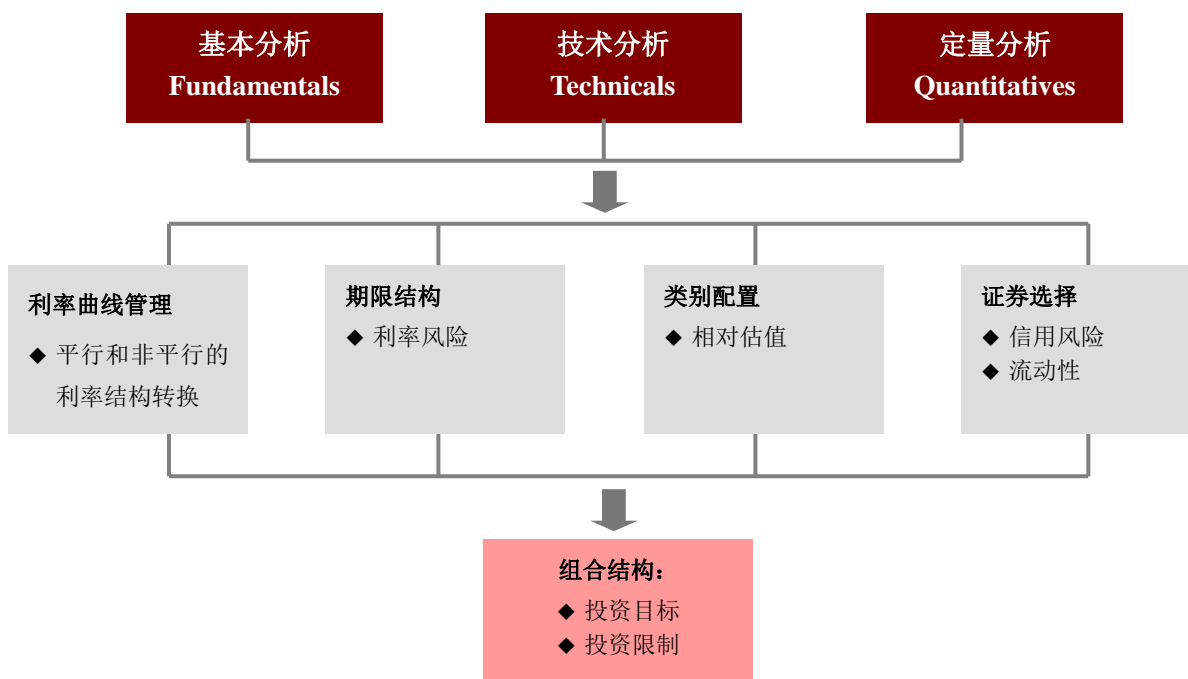 基本分析
Fundamentals
技术分析
Technicals
定量分析
Quantitatives
利率曲线管理
◆ 平行和非平行的
利率结构转换
期限结构
◆ 利率风险
类别配置
◆ 相对估值
证券选择
◆ 信用风险
◆ 流动性
组合结构：
◆ 投资目标
◆ 投资限制